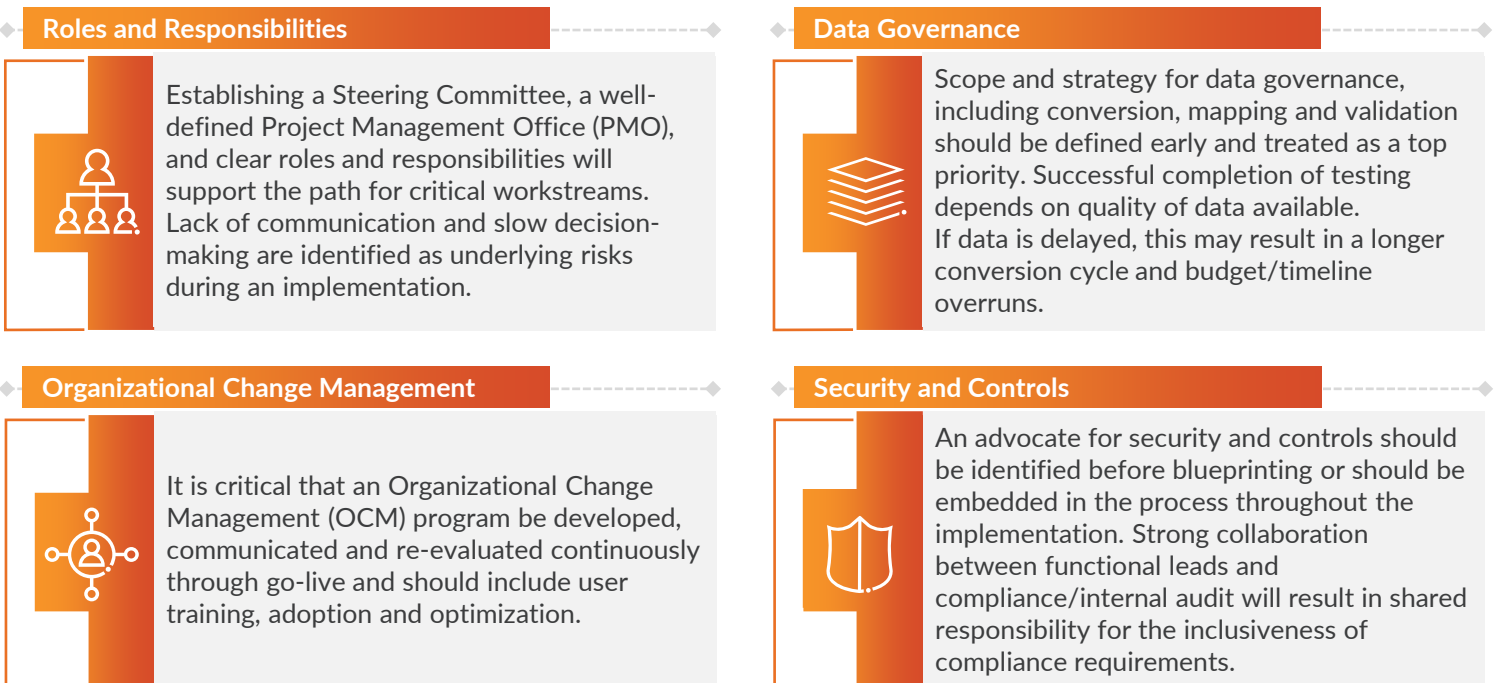 Roles and Responsibilities
Establishing a Steering Committee, a well-
defined Project Management Office (PMO),
and clear roles and responsibilities will
support the path for critical workstreams.
Lack of communication and slow decision-
making are identified as underlying risks
during an implementation.
Data Governance
Scope and strategy for data governance,
including conversion, mapping and validation
should be defined early and treated as a top
priority. Successful completion of testing
depends on quality of data available.
If data is delayed, this may result in a longer
conversion cycle and budget/timeline
overruns.
Organizational Change Management
It is critical that an Organizational Change
Management (OCM) program be developed,
communicated and re-evaluated continuously
through go-live and should include user
training, adoption and optimization.
Security and Controls
An advocate for security and controls should
be identified before blueprinting or should be
embedded in the process throughout the
implementation. Strong collaboration
between functional leads and
compliance/internal audit will result in shared
responsibility for the inclusiveness of
compliance requirements.